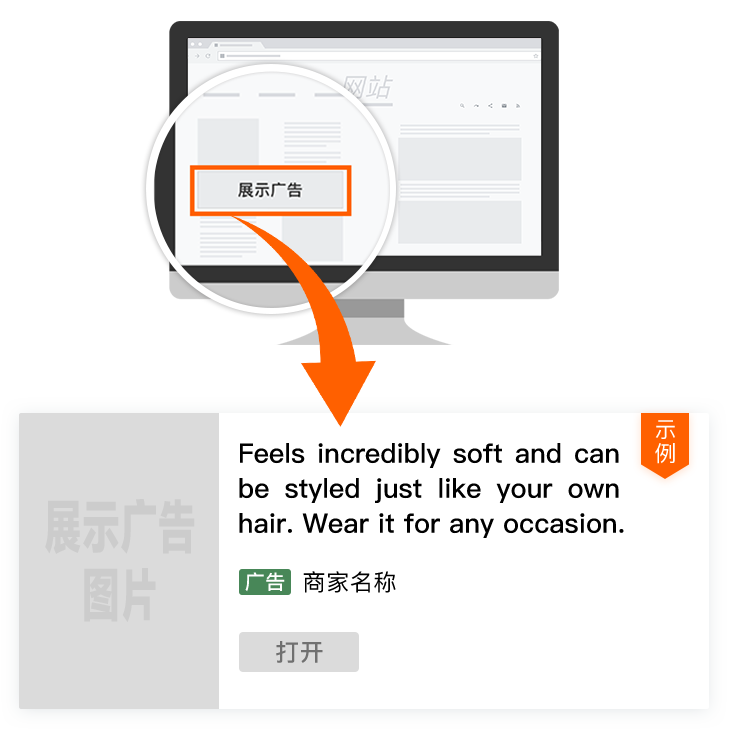 网站
展示广告
展示广告
图片
Feels incredibly soft and can
be styled just like your own
hair. Wear it for any occasion.
示
例
广告 商家名称
打开